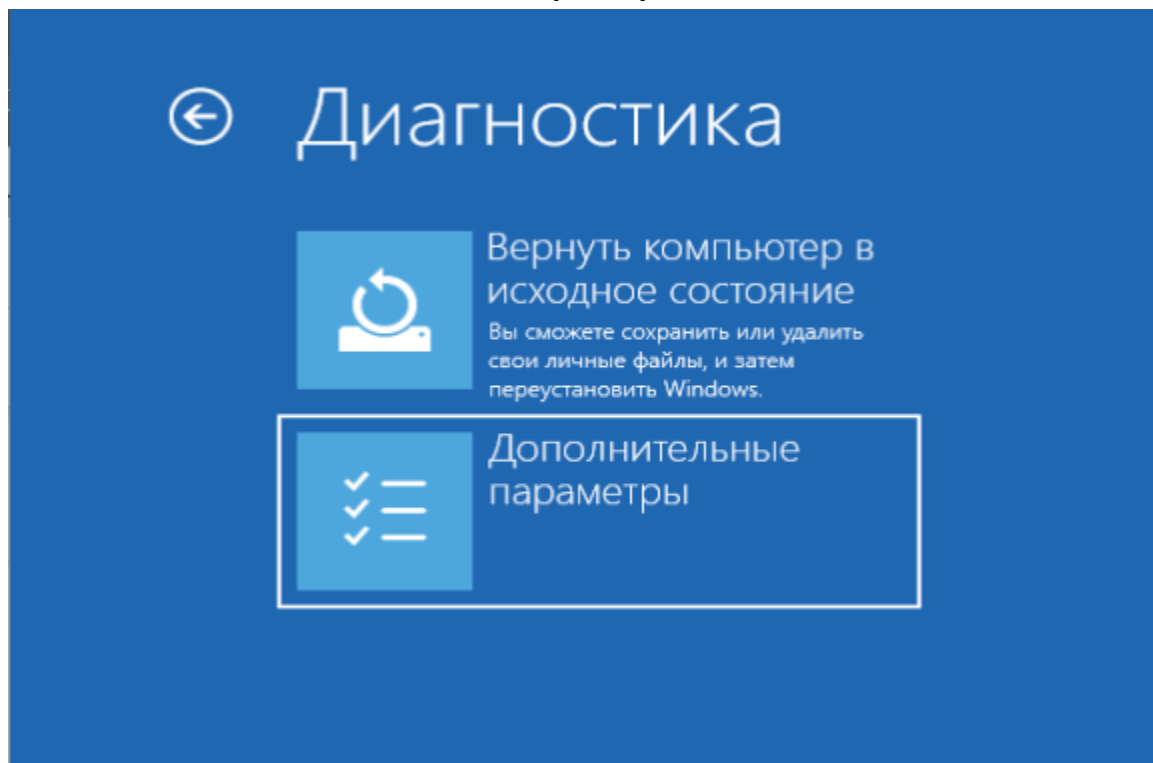 Диагностика
Вернуть компьютер в
исходное состояние
Вы сможете сохранить или удалить
свои личные файлы, и затем
переустановить Windows.
Дополнительные
параметры